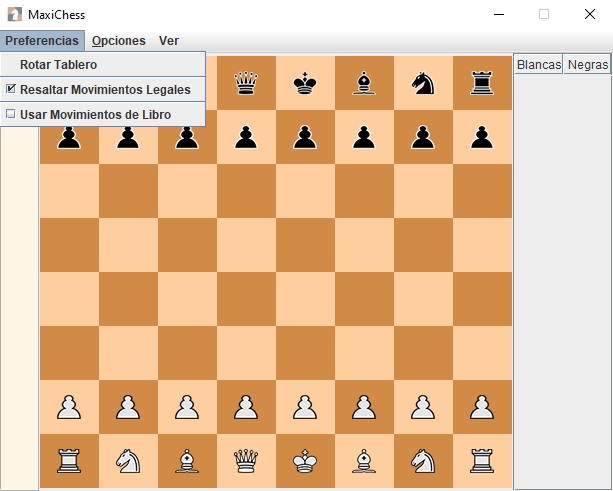 MaxiChess
Preferencias Opciones Ver
Rotar Tablero
Resaltar Movimientos Legales
Usar Movimientos de Libro
Blancas Negras